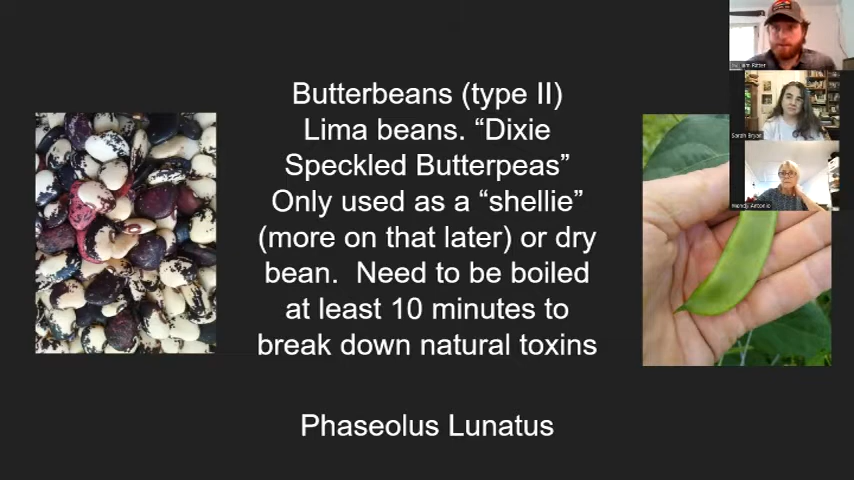 Butterbeans (type II)
Lima beans. “Dixie
Speckled Butterpeas”
Only used as a “shellie”
(more on that later) or dry
bean.  Need to be boiled
at least 10 minutes to
break down natural toxins
Phaseolus Lunatus
Sarah Bryan
Wendy Antonio